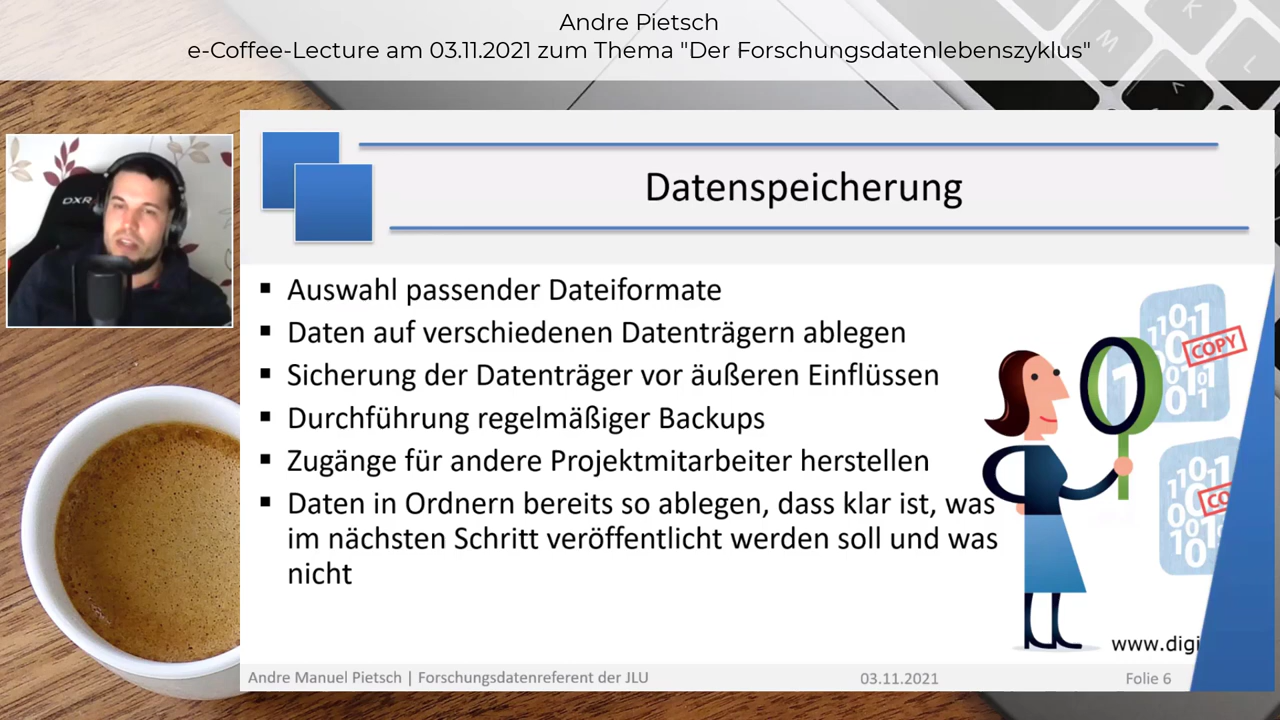 Andre Pietsch
e-Coffee-Lecture am 03.11.2021 zum Thema "Der Forschungsdatenlebenszyklus"
DXR
Datenspeicherung
▪ Auswahl passender Dateiformate
▪ Daten auf verschiedenen Datenträgern ablegen
▪ Sicherung der Datenträger vor äußeren Einflüssen
▪ Durchführung regelmäßiger Backups
▪ Zugänge für andere Projektmitarbeiter herstellen
▪ Daten in Ordnern bereits so ablegen, dass klar ist, was
im nächsten Schritt veröffentlicht werden soll und was
nicht
COPY
CO
www.digi
Andre Manuel Pietsch | Forschungsdatenreferent der JLU
03.11.2021
Folie 6